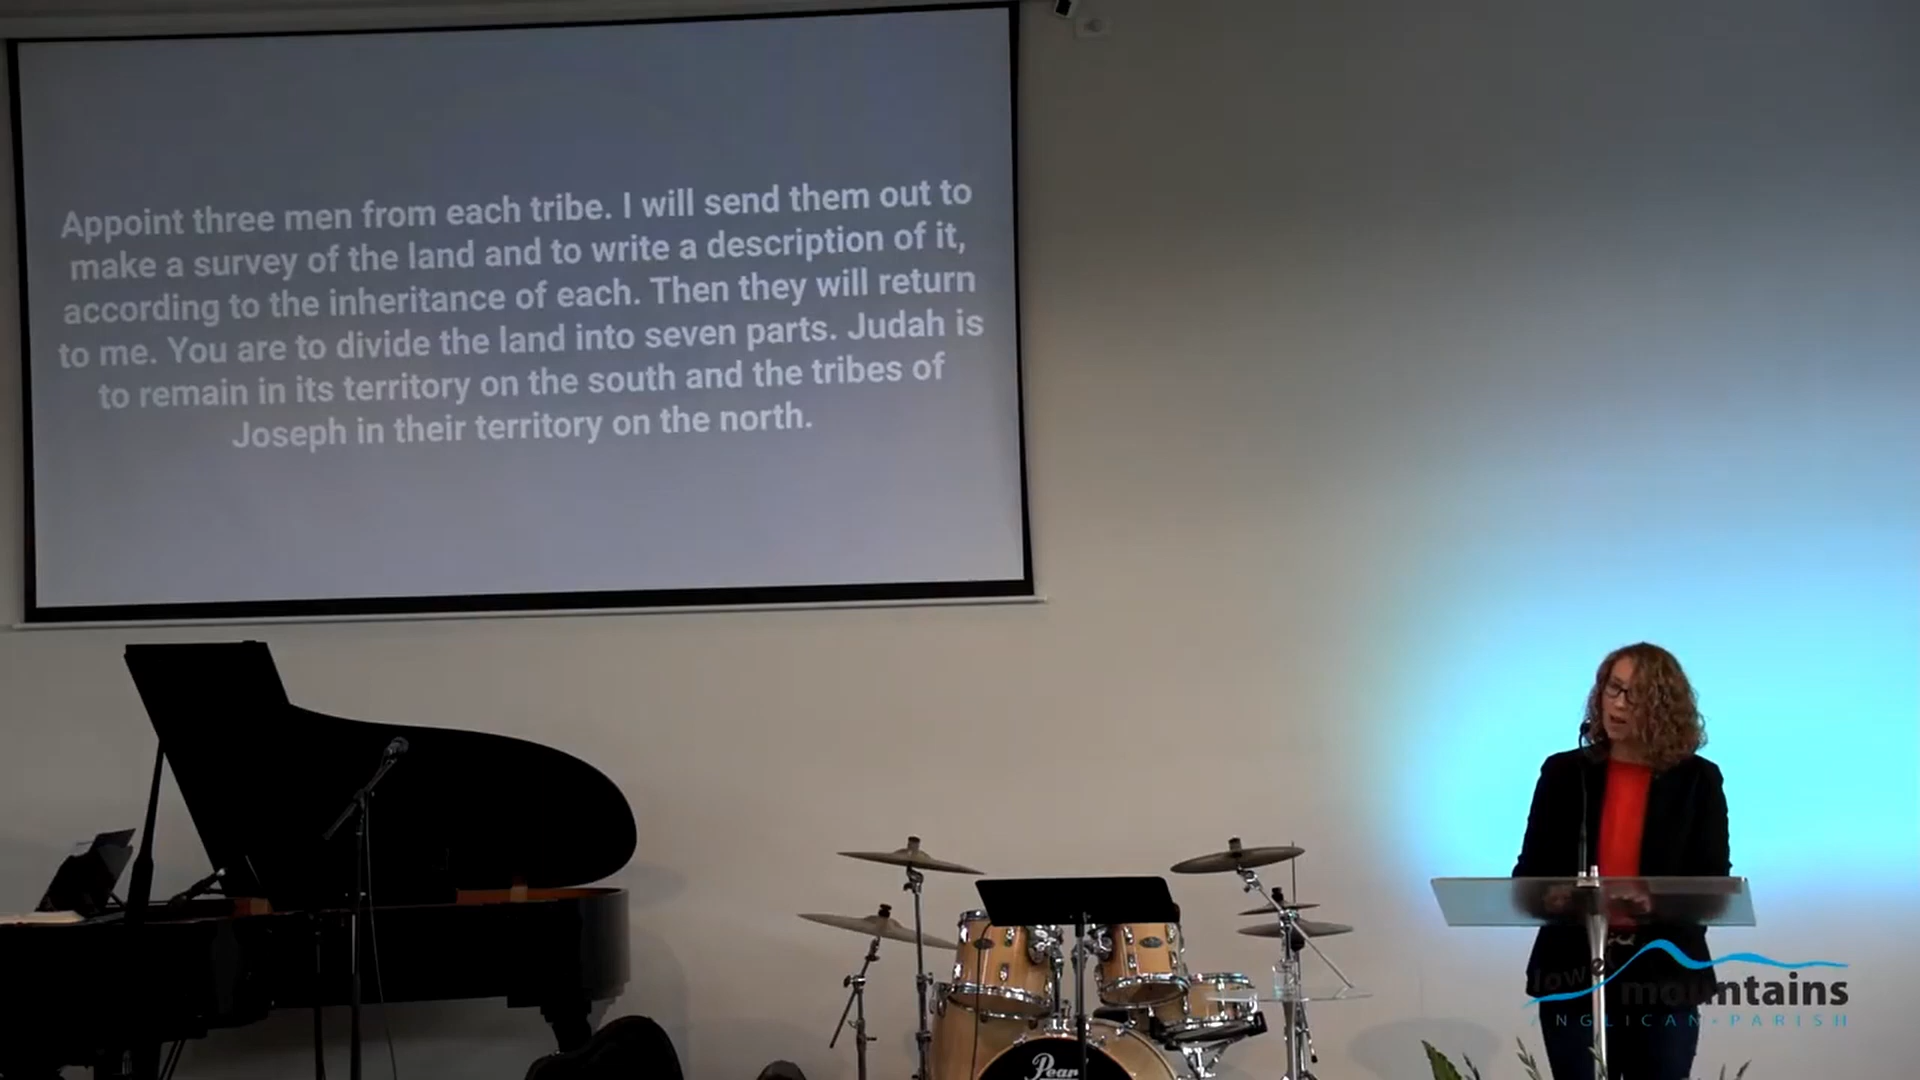 Appoint three men from each tribe. I will send them out to
make a survey of the land and to write a description of it,
according to the inheritance of each. Then they will return
to me. You are to divide the land into seven parts. Judah is
to remain in its territory on the south and the tribes of
Joseph in their territory on the north.
lower
mountains
ANGLICAN·PARISH
Pearl